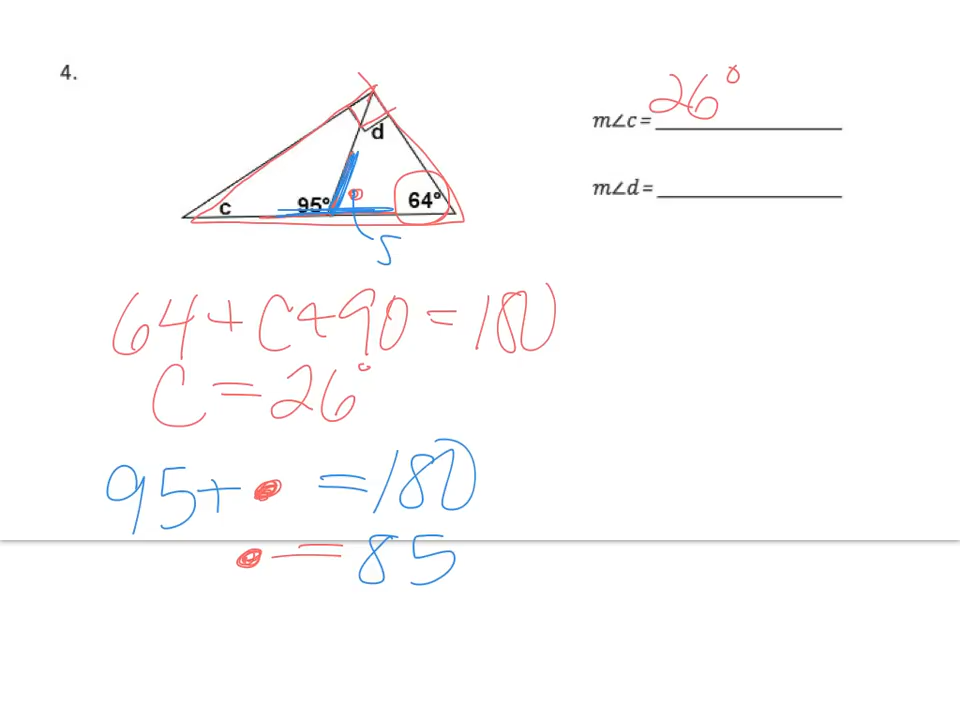 4.
m∠c = 26°
m∠d =
d
c 95° 64°
5
64 + C + 90 = 180
C = 26°
95 + • = 180
• = 85